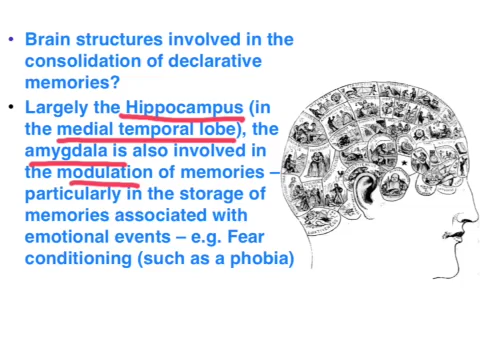 Brain structures involved in the
consolidation of declarative
memories?
Largely the Hippocampus (in
the medial temporal lobe), the
amygdala is also involved in
the modulation of memories –
particularly in the storage of
memories associated with
emotional events – e.g. Fear
conditioning (such as a phobia)